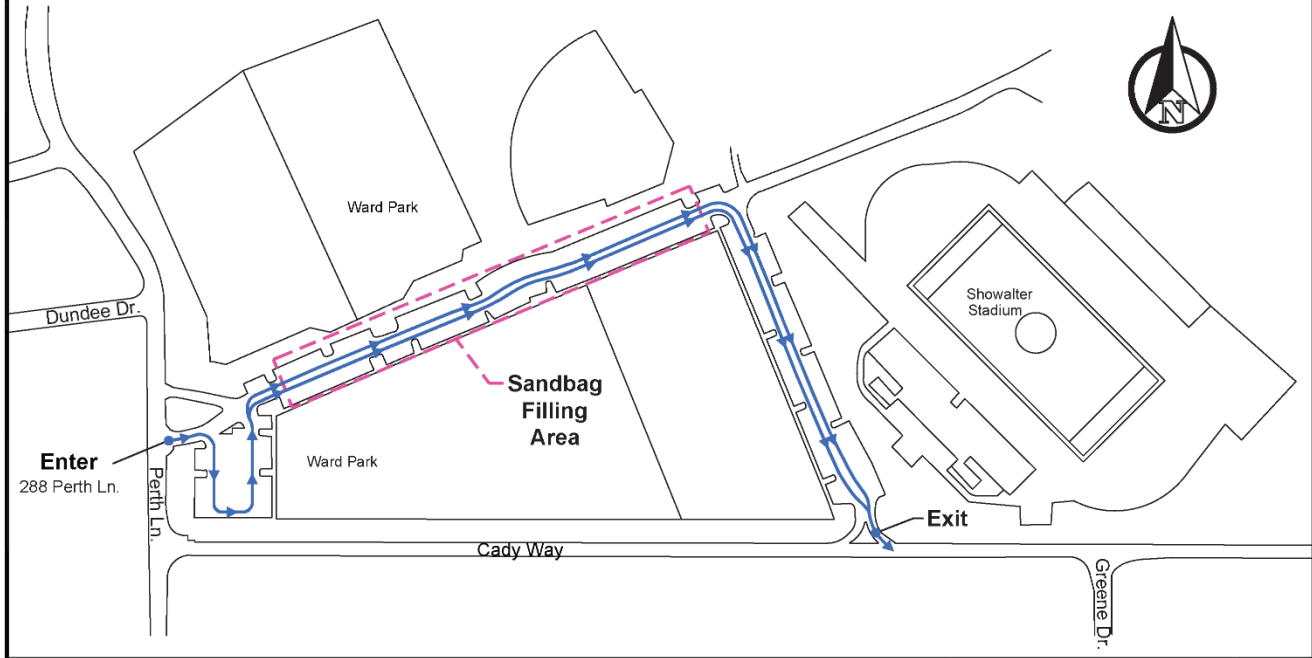 N
Ward Park
Dundee Dr.
Showalter
Stadium
Sandbag
Filling
Area
Enter
288 Perth Ln.
Ward Park
Perth Ln.
Exit
Cady Way
Greene Dr.